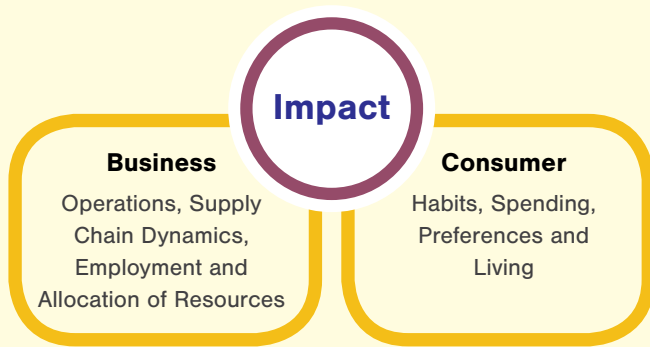 Impact
Business
Operations, Supply
Chain Dynamics,
Employment and
Allocation of Resources
Consumer
Habits, Spending,
Preferences and
Living